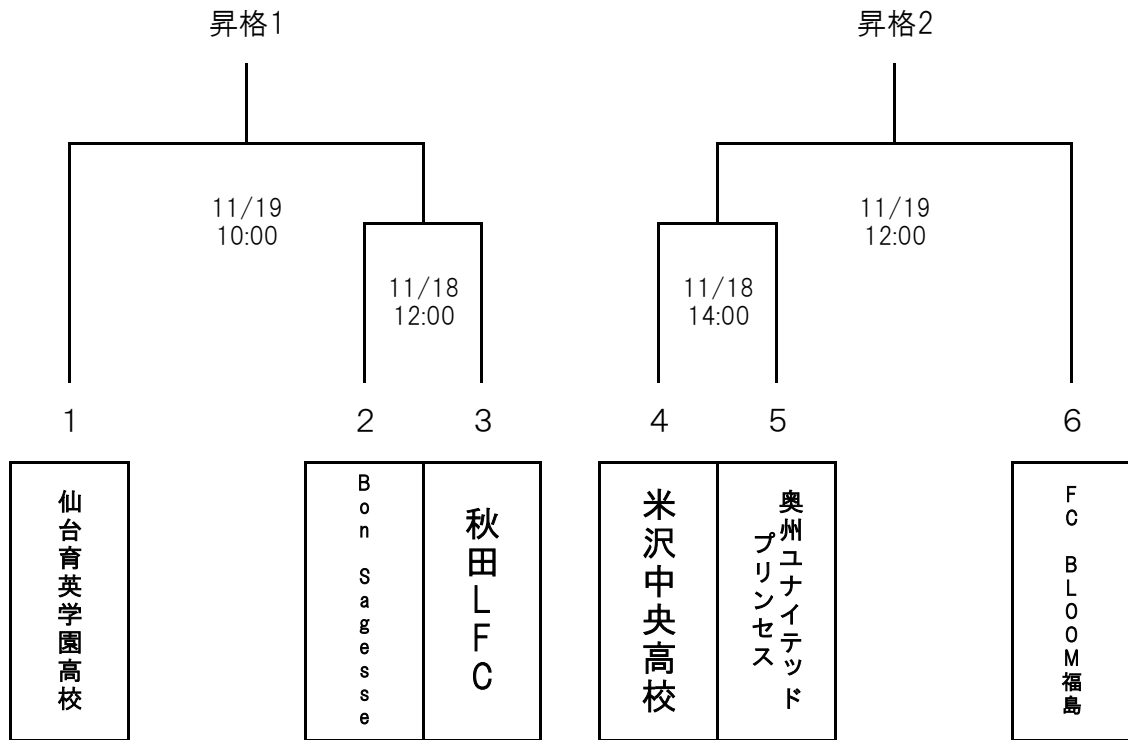 昇格1
昇格2
11/19
10:00
11/19
12:00
11/18
12:00
11/18
14:00
1
2
3
4
5
6
仙台育英学園高校
Bon Sagesse
秋田LFC
米沢中央高校
奥州ユナイテッド
プリンセス
FC BLOOM福島